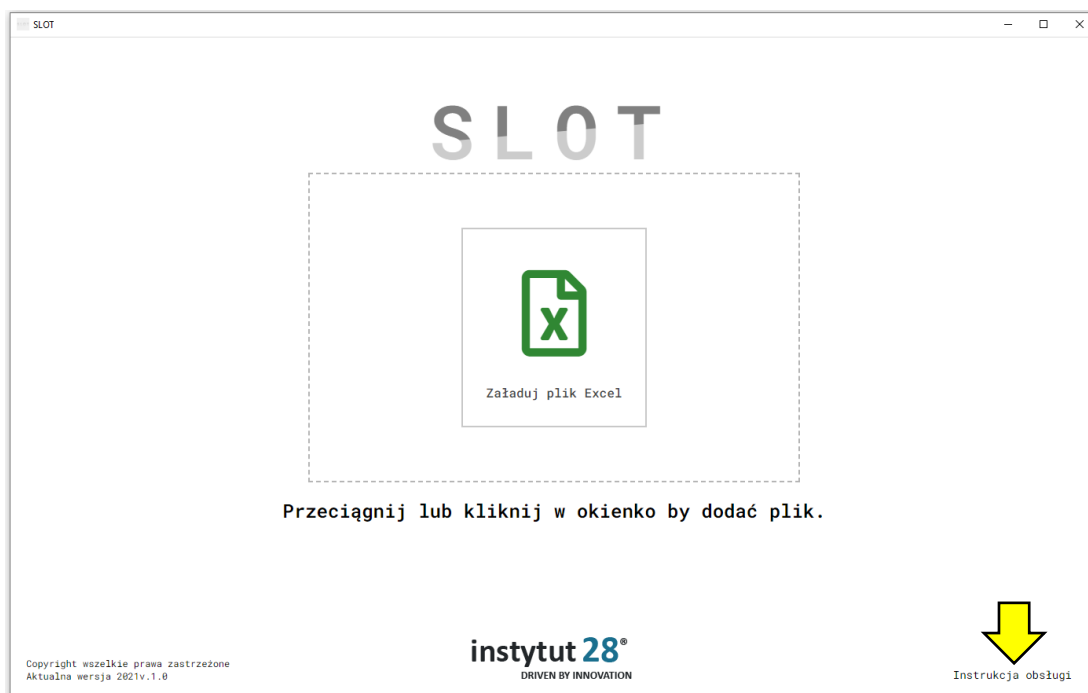 SLOT
SLOT
Załaduj plik Excel
Przeciągnij lub kliknij w okienko by dodać plik.
instytut 28®
DRIVEN BY INNOVATION
Copyright wszelkie prawa zastrzeżone
Aktualna wersja 2021v.1.0
Instrukcja obsługi